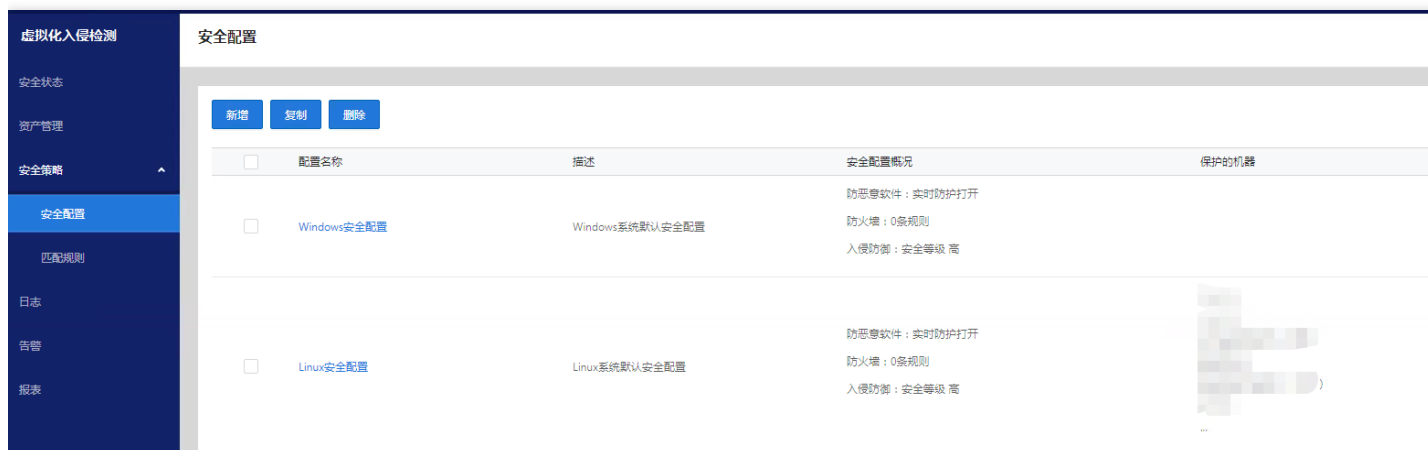 虚拟化入侵检测
安全配置
安全状态
资产管理
安全策略
安全配置
匹配规则
日志
告警
报表
新增 复制 删除
配置名称 描述 安全配置概况 保护的机器
Windows安全配置 Windows系统默认安全配置
防恶意软件：实时防护打开
防火墙：0条规则
入侵防御：安全等级 高
Linux安全配置 Linux系统默认安全配置
防恶意软件：实时防护打开
防火墙：0条规则
入侵防御：安全等级 高
)
...